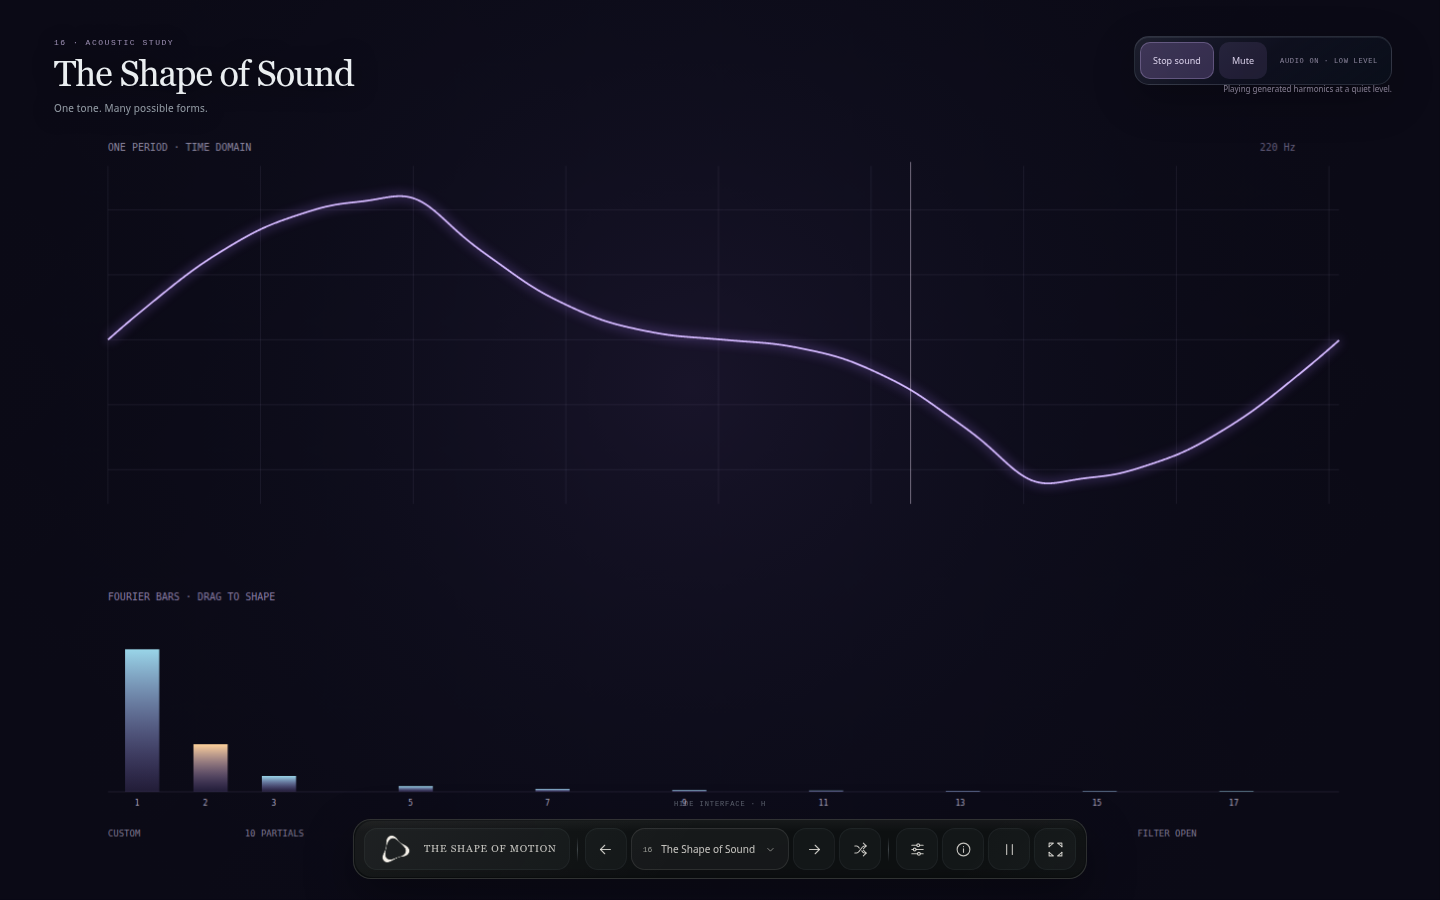 16 · ACOUSTIC STUDY
The Shape of Sound
One tone. Many possible forms.
Stop sound
Mute
AUDIO ON · LOW LEVEL
Playing generated harmonics at a quiet level.
ONE PERIOD · TIME DOMAIN
220 Hz
FOURIER BARS · DRAG TO SHAPE
1 2 3 5 7 9 11 13 15 17
HIDE INTERFACE · H
CUSTOM
10 PARTIALS
FILTER OPEN
THE SHAPE OF MOTION
16 The Shape of Sound